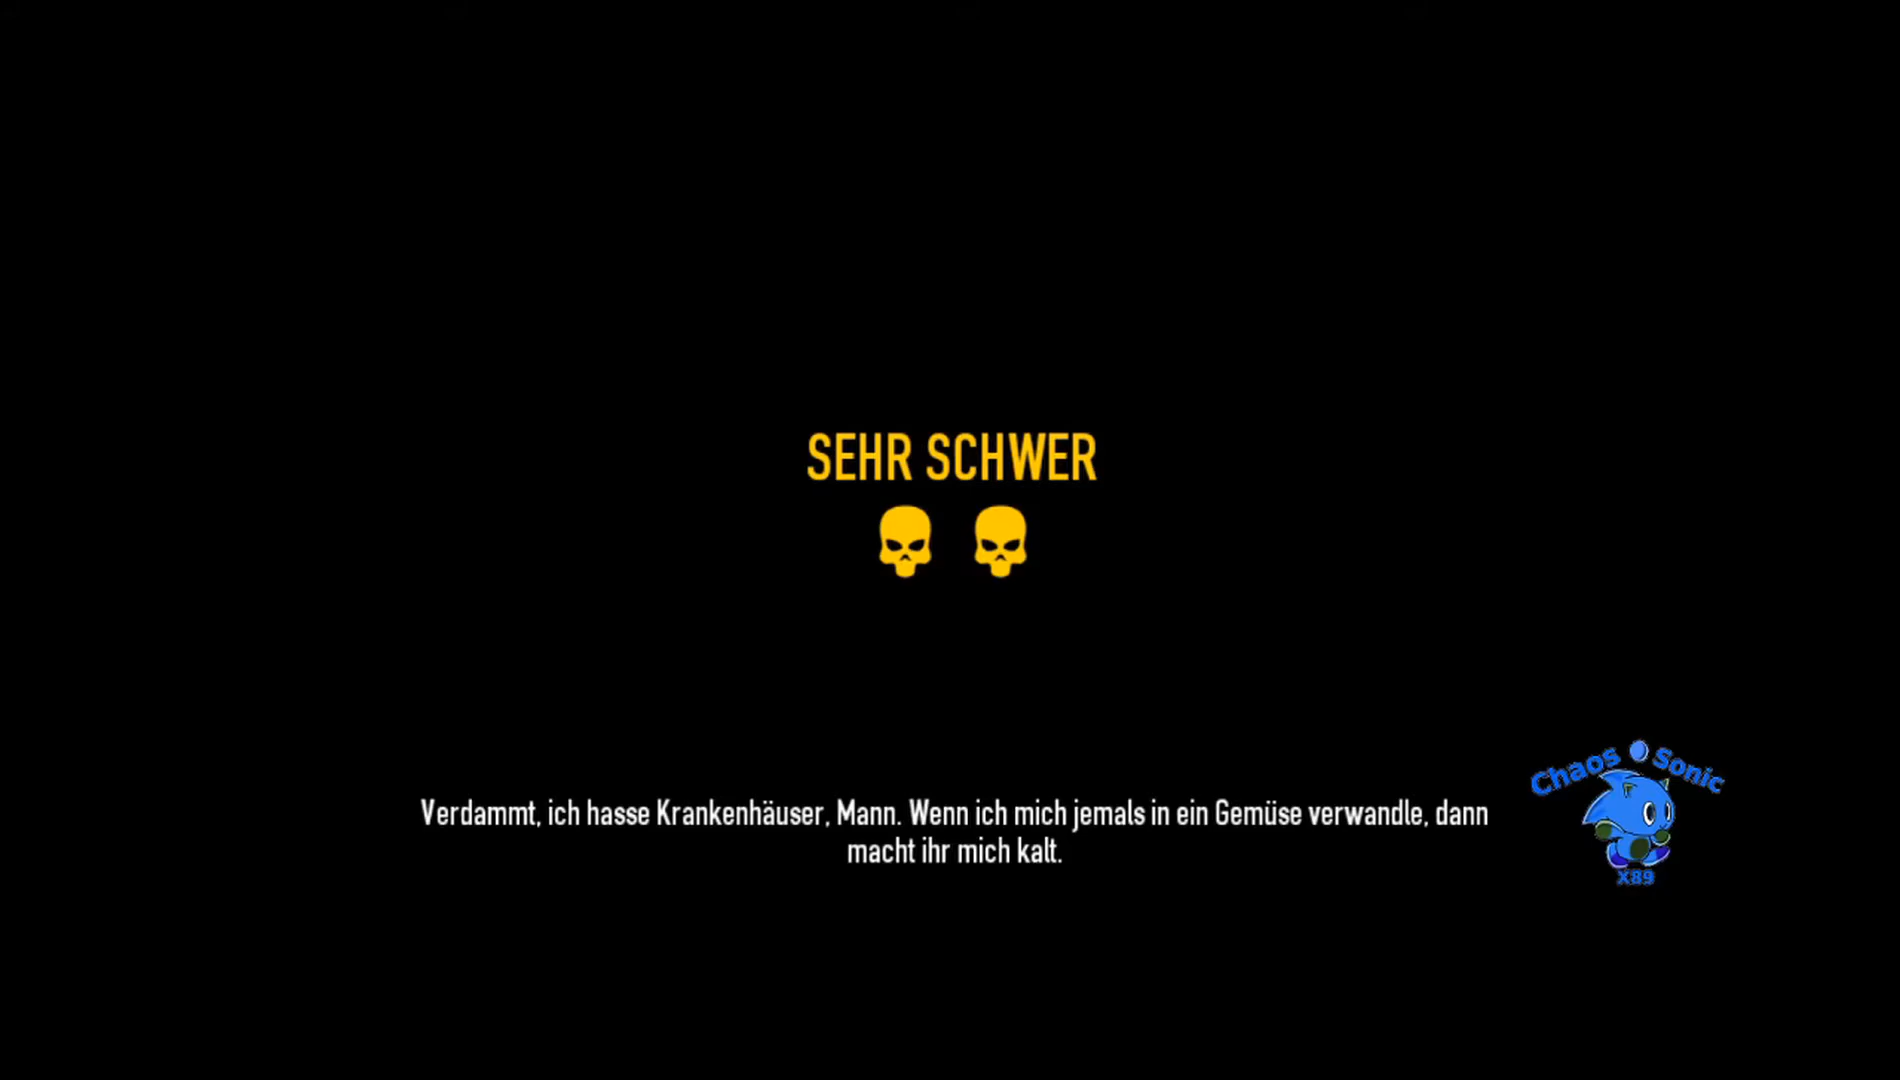 SEHR SCHWER
Verdammt, ich hasse Krankenhäuser, Mann. Wenn ich mich jemals in ein Gemüse verwandle, dann
macht ihr mich kalt.
Chaos Sonic
X89